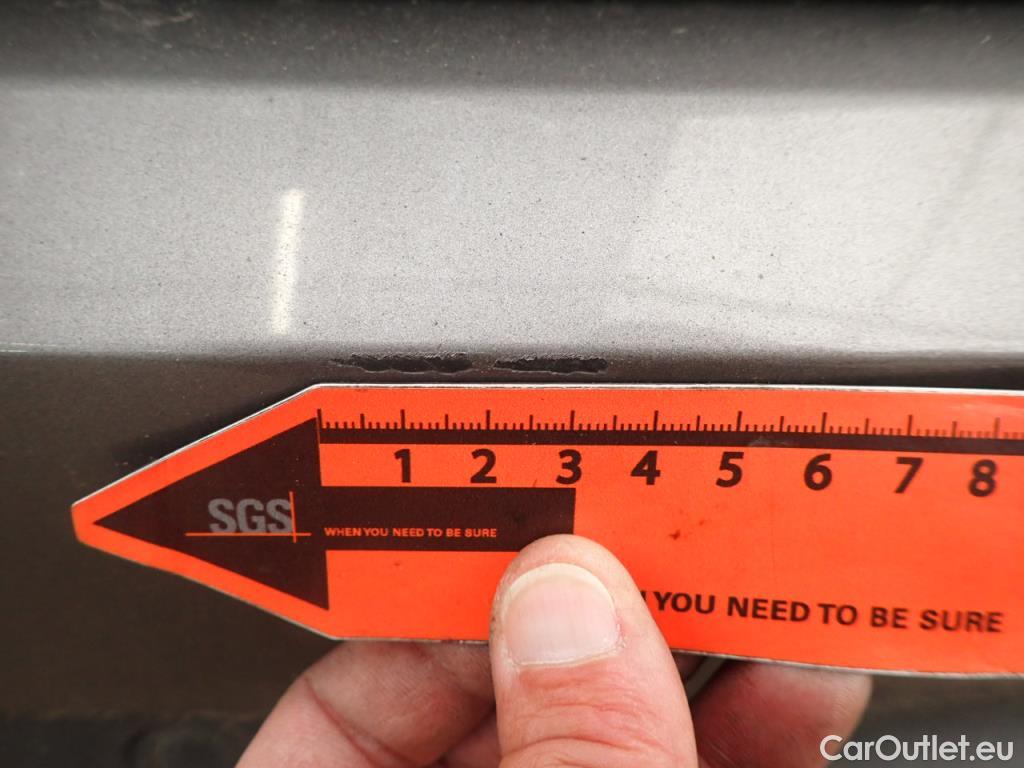 1 2 3 4 5 6 7 8
SGS
WHEN YOU NEED TO BE SURE
YOU NEED TO BE SURE
CarOutlet.eu